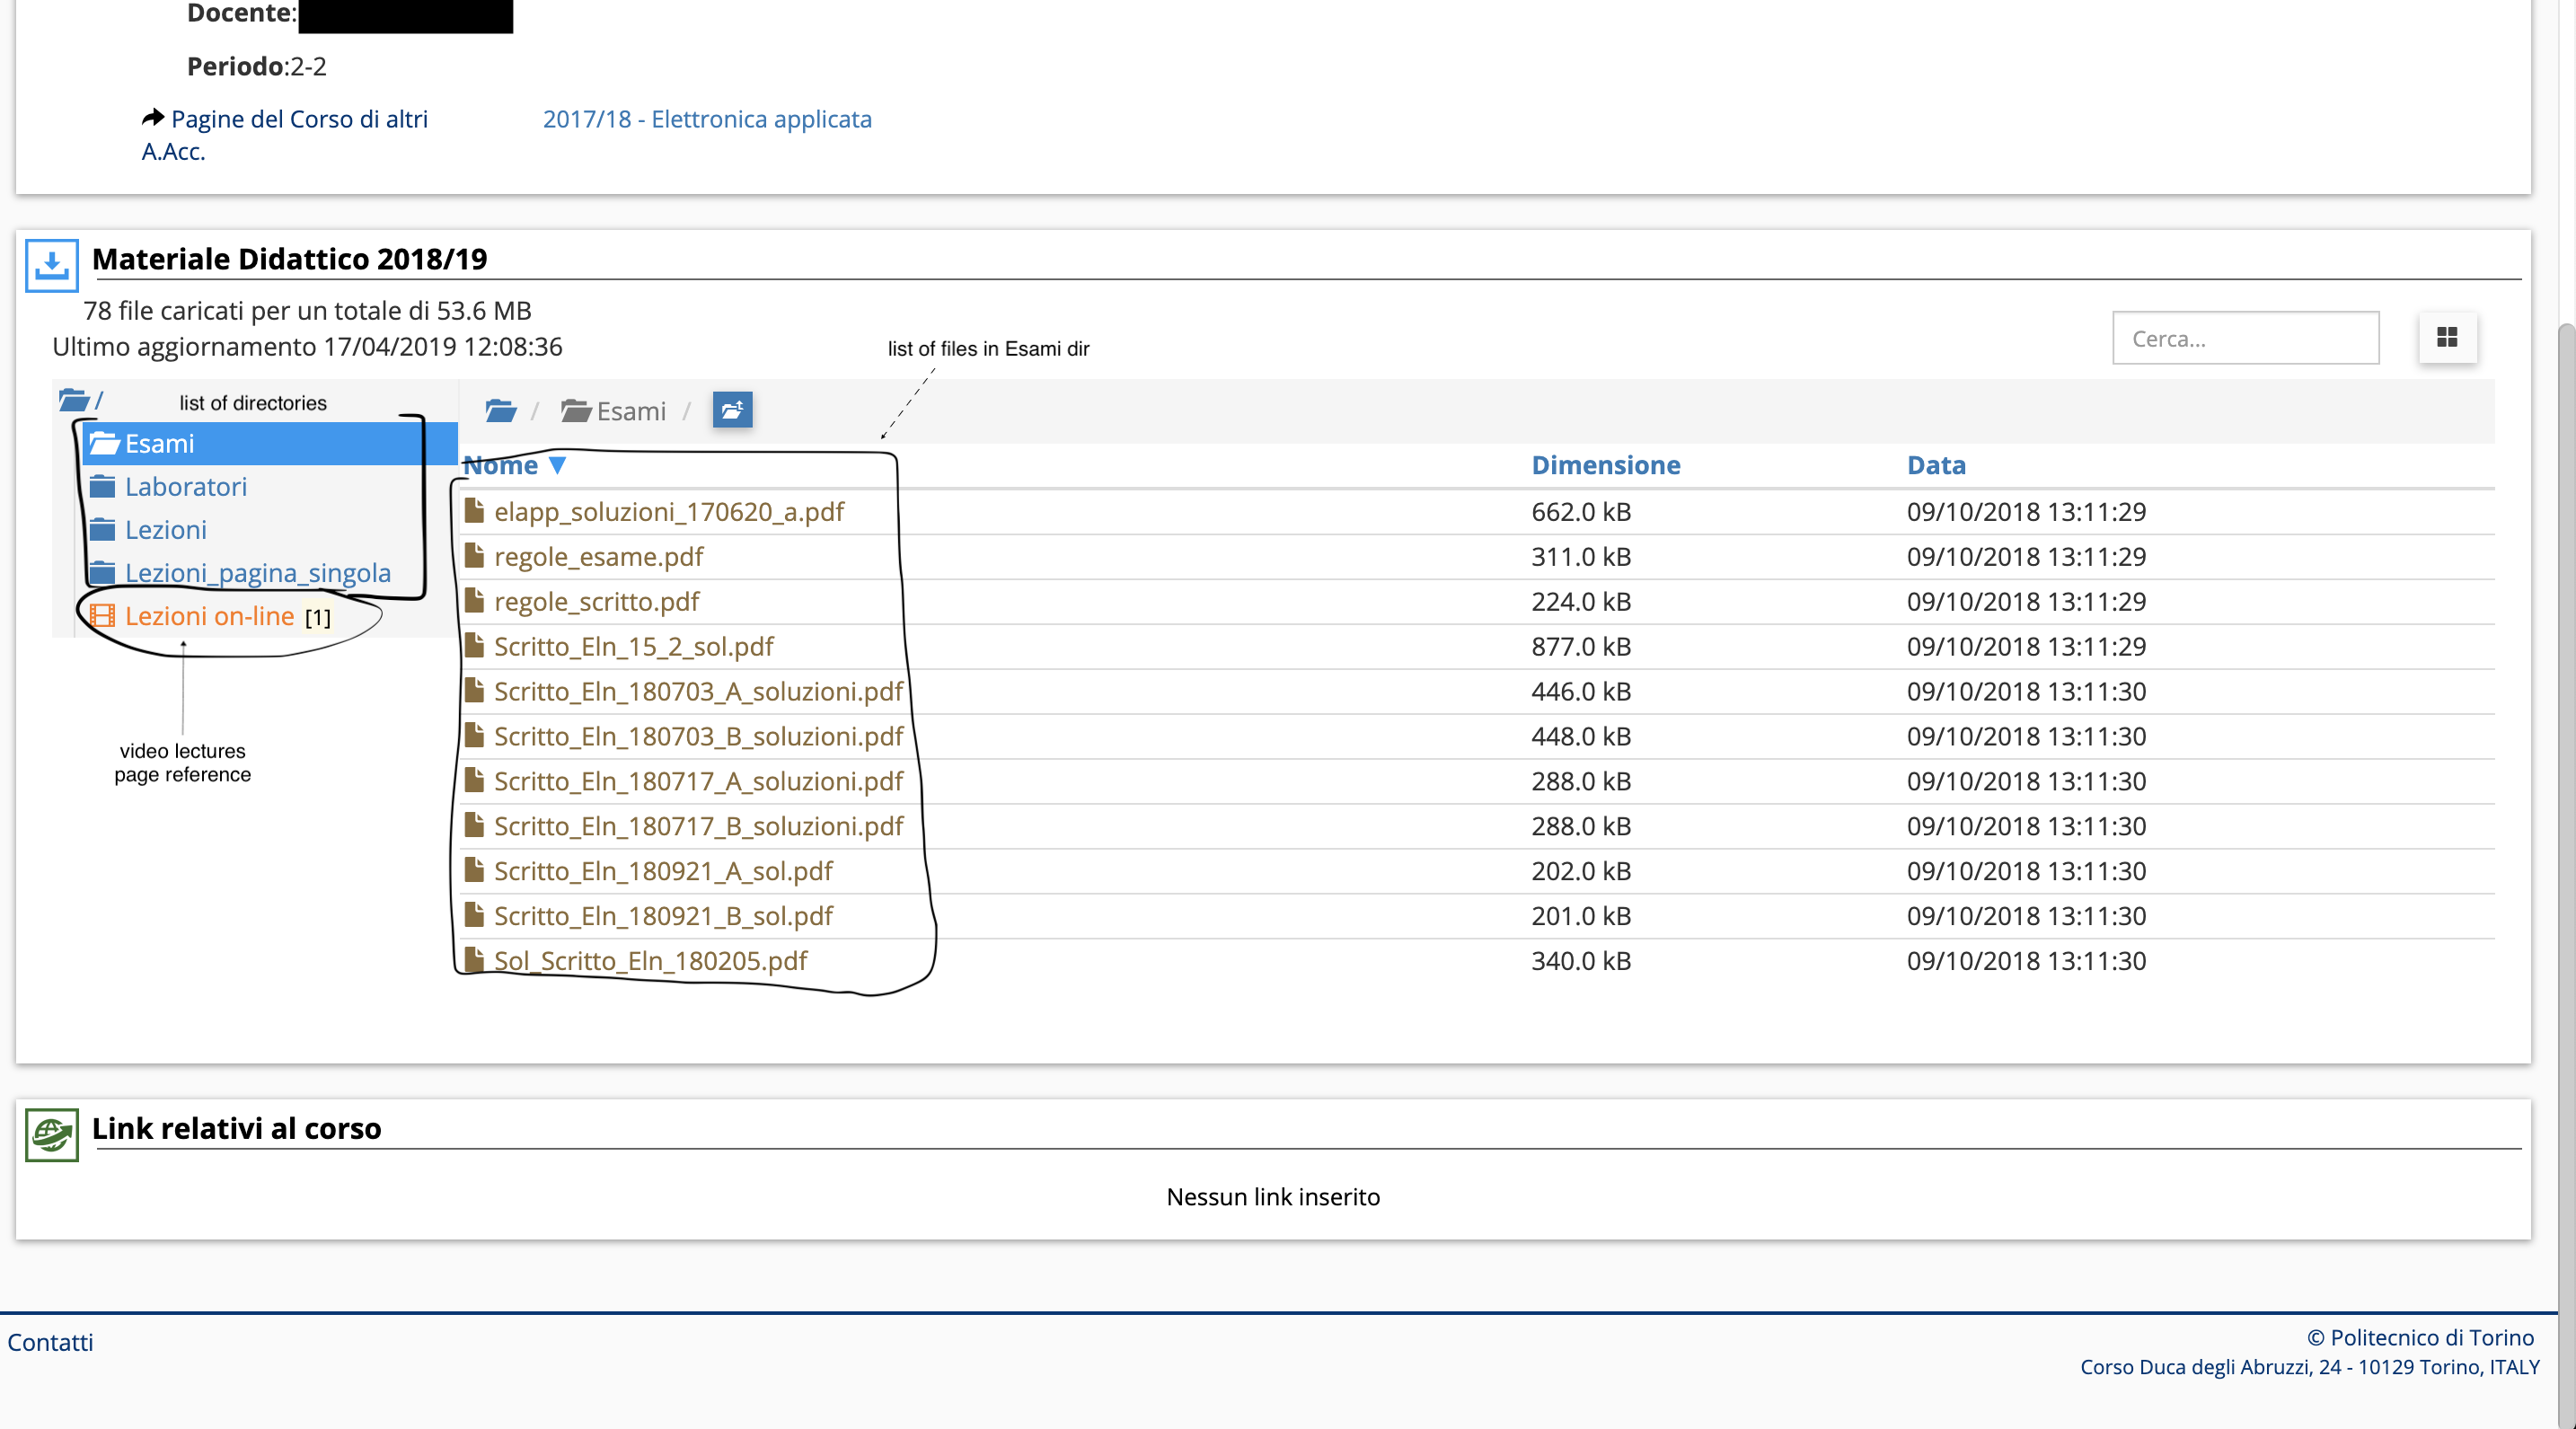 Docente:
Periodo:2-2
Pagine del Corso di altri A.Acc.
2017/18 - Elettronica applicata
Materiale Didattico 2018/19
78 file caricati per un totale di 53.6 MB
Ultimo aggiornamento 17/04/2019 12:08:36
Cerca...
list of files in Esami dir
/
list of directories
Esami
Laboratori
Lezioni
Lezioni_pagina_singola
Lezioni on-line [1]
video lectures
page reference
/ Esami /
Nome ▼ Dimensione Data
elapp_soluzioni_170620_a.pdf 662.0 kB 09/10/2018 13:11:29
regole_esame.pdf 311.0 kB 09/10/2018 13:11:29
regole_scritto.pdf 224.0 kB 09/10/2018 13:11:29
Scritto_Eln_15_2_sol.pdf 877.0 kB 09/10/2018 13:11:29
Scritto_Eln_180703_A_soluzioni.pdf 446.0 kB 09/10/2018 13:11:30
Scritto_Eln_180703_B_soluzioni.pdf 448.0 kB 09/10/2018 13:11:30
Scritto_Eln_180717_A_soluzioni.pdf 288.0 kB 09/10/2018 13:11:30
Scritto_Eln_180717_B_soluzioni.pdf 288.0 kB 09/10/2018 13:11:30
Scritto_Eln_180921_A_sol.pdf 202.0 kB 09/10/2018 13:11:30
Scritto_Eln_180921_B_sol.pdf 201.0 kB 09/10/2018 13:11:30
Sol_Scritto_Eln_180205.pdf 340.0 kB 09/10/2018 13:11:30
Link relativi al corso
Nessun link inserito
Contatti
© Politecnico di Torino
Corso Duca degli Abruzzi, 24 - 10129 Torino, ITALY